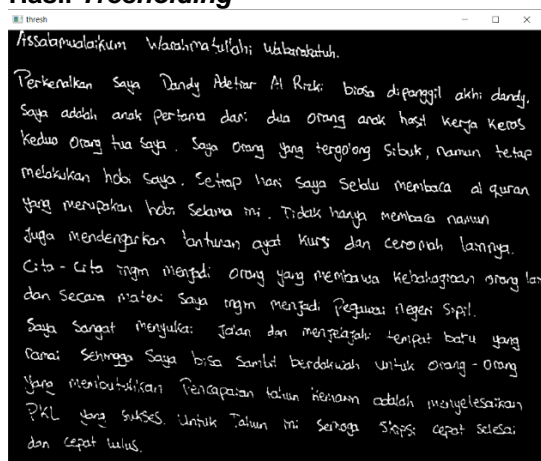 Hasil Tresholding
thresh
Assalamualaikum Warahmatullahi wabarakatuh.
Perkenalkan Saya Dandy Adetiar Al Rizki biasa dipanggil akhi dandy,
Saya adalah anak pertama dari dua orang anak hasil Kerja Keras
Kedua Orang tua Saya. Saya Orang yang tergolong Sibuk, namun tetap
melakukan hobi Saya. Setiap hari Saya Selalu membaca al quran
yang merupakan hobi Selama ini. Tidak hanya membaca namun
Juga mendengarkan lantunan ayat Kursi dan ceramah lainnya.
Cita - Cita ingin menjadi orang yang membawa Kebahagiaan orang lain
dan Secara materi Saya ingin menjadi Pegawai negeri Sipil.
Saya Sangat menyukai Jalan dan menjelajahi tempat baru yang
ramai Sehingga Saya bisa Sambil berdakwah untuk orang - orang
yang membutuhkan Pencapaian tahun kemarin adalah menyelesaikan
PKL yang sukses. Untuk Tahun ini Semoga Skripsi cepat selesai
dan cepat lulus.